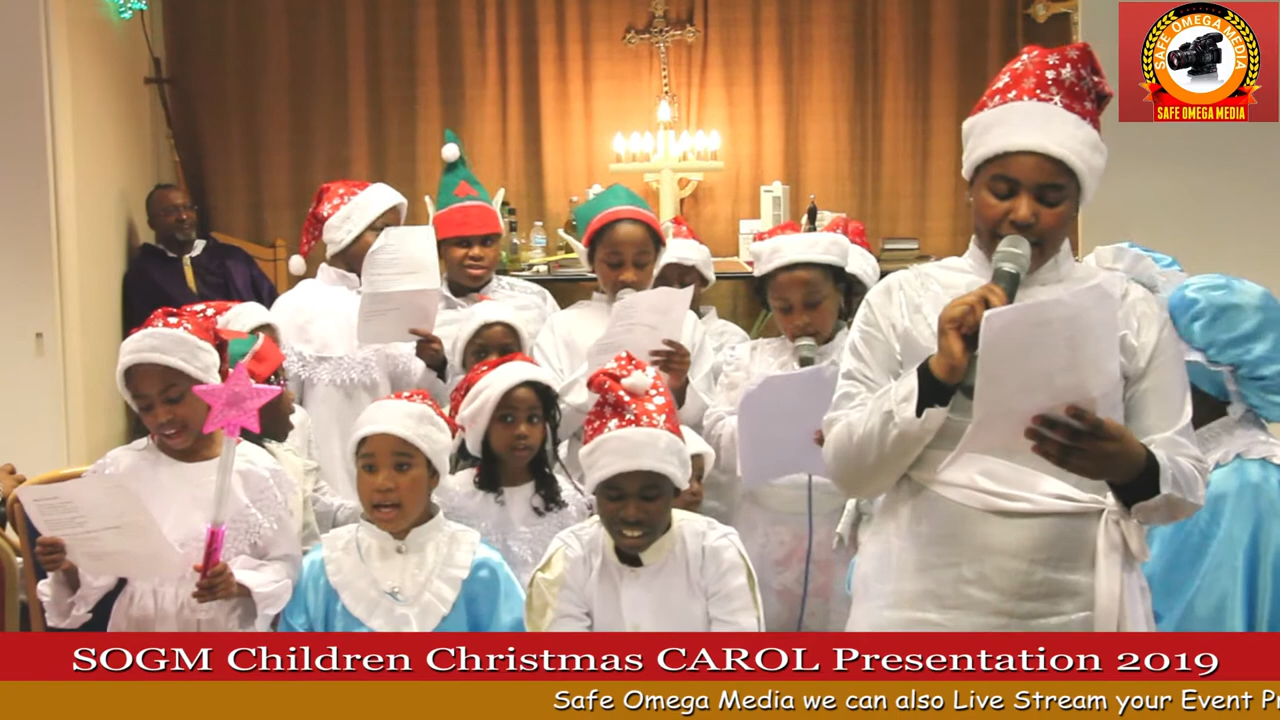 SAFE OMEGA MEDIA
SAFE OMEGA MEDIA
SOGM Children Christmas CAROL Presentation 2019
Safe Omega Media we can also Live Stream your Event P